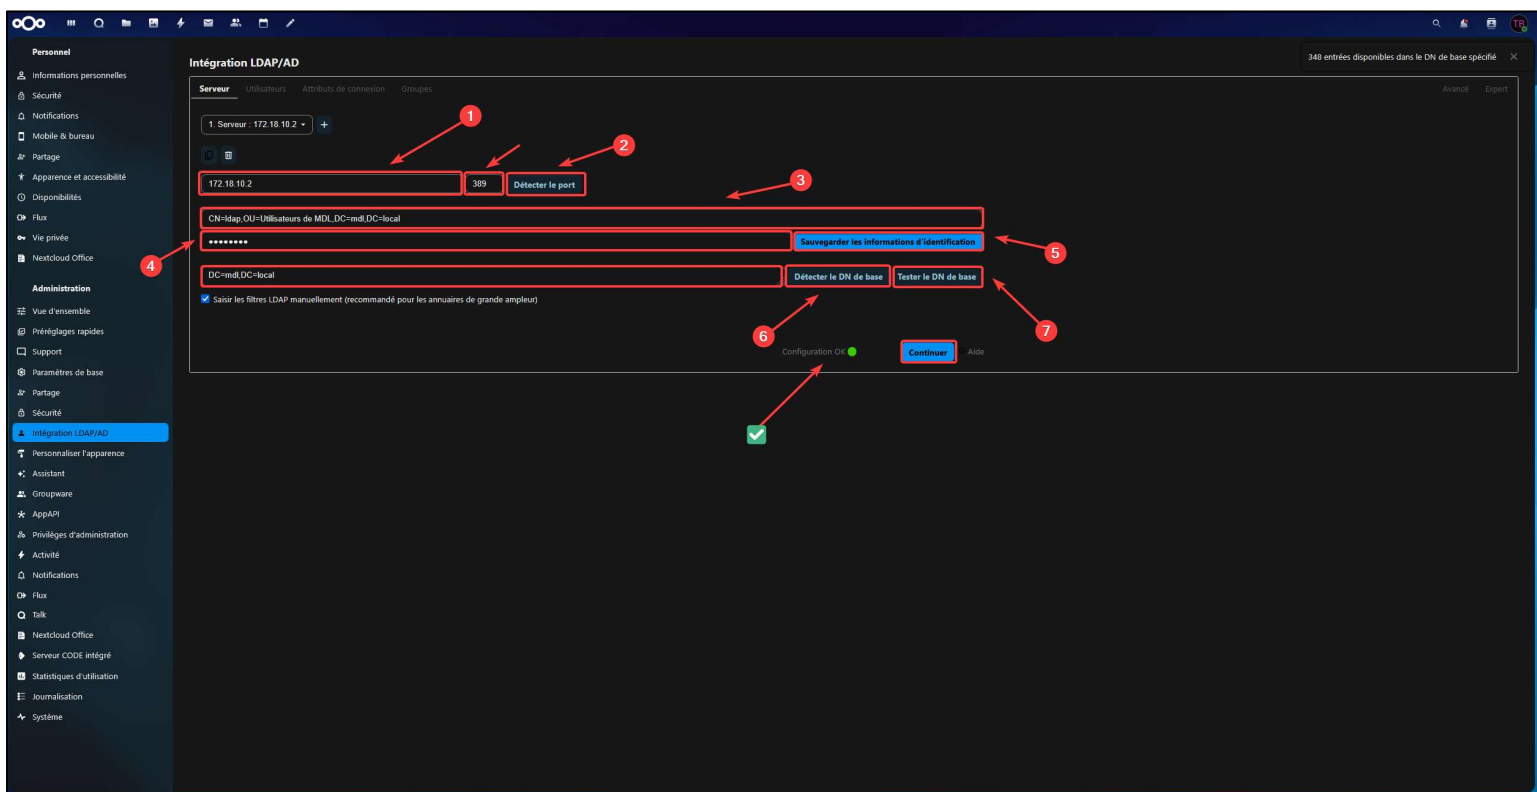 TB
Personnel
Informations personnelles
Sécurité
Notifications
Mobile & bureau
Partage
Apparence et accessibilité
Disponibilités
Flux
Vie privée
Nextcloud Office
Administration
Vue d'ensemble
Préréglages rapides
Support
Paramètres de base
Partage
Sécurité
Intégration LDAP/AD
Personnaliser l'apparence
Assistant
Groupware
AppAPI
Privilèges d'administration
Activité
Notifications
Flux
Talk
Nextcloud Office
Serveur CODE intégré
Statistiques d'utilisation
Journalisation
Système
Intégration LDAP/AD
348 entrées disponibles dans le DN de base spécifié
Serveur Utilisateurs Attributs de connexion Groupes Avancé Expert
1. Serveur : 172.18.10.2 +
1
2
172.18.10.2 389 Détecter le port
3
CN=ldap,OU=Utilisateurs de MDL,DC=mdl,DC=local
•••••••• Sauvegarder les informations d'identification
4
5
DC=mdl,DC=local Détecter le DN de base Tester le DN de base
Saisir les filtres LDAP manuellement (recommandé pour les annuaires de grande ampleur)
6
7
Configuration OK Continuer Aide